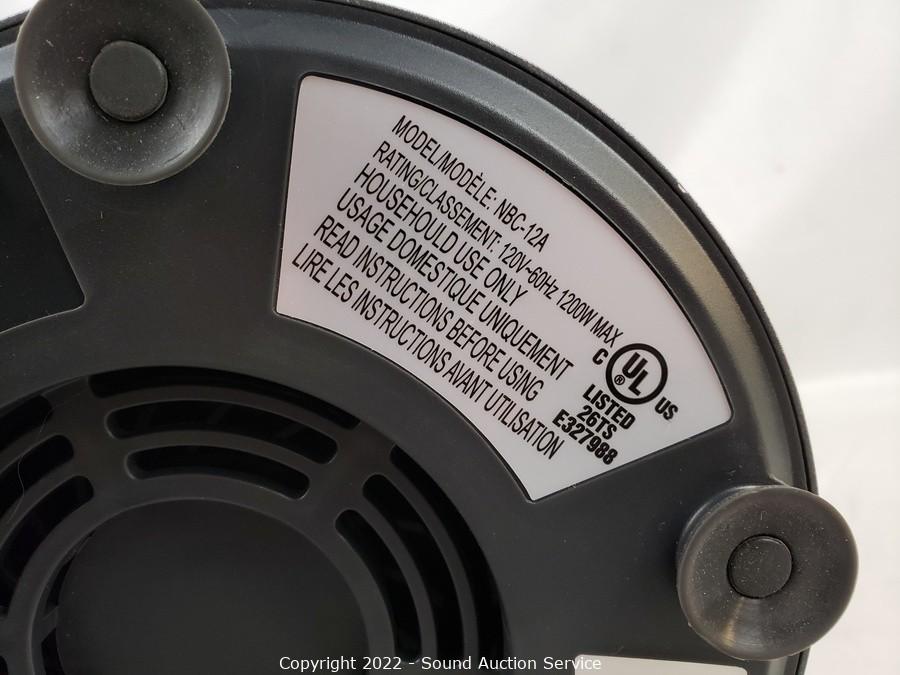 MODEL/MODÈLE: NBC-12A
RATING/CLASSEMENT: 120V~60Hz 1200W MAX
HOUSEHOULD USE ONLY
USAGE DOMESTIQUE UNIQUEMENT
READ INSTRUCTIONS BEFORE USING
LIRE LES INSTRUCTIONS AVANT UTILISATION
C UL ® US
LISTED
26TS
E327988
Copyright 2022 - Sound Auction Service